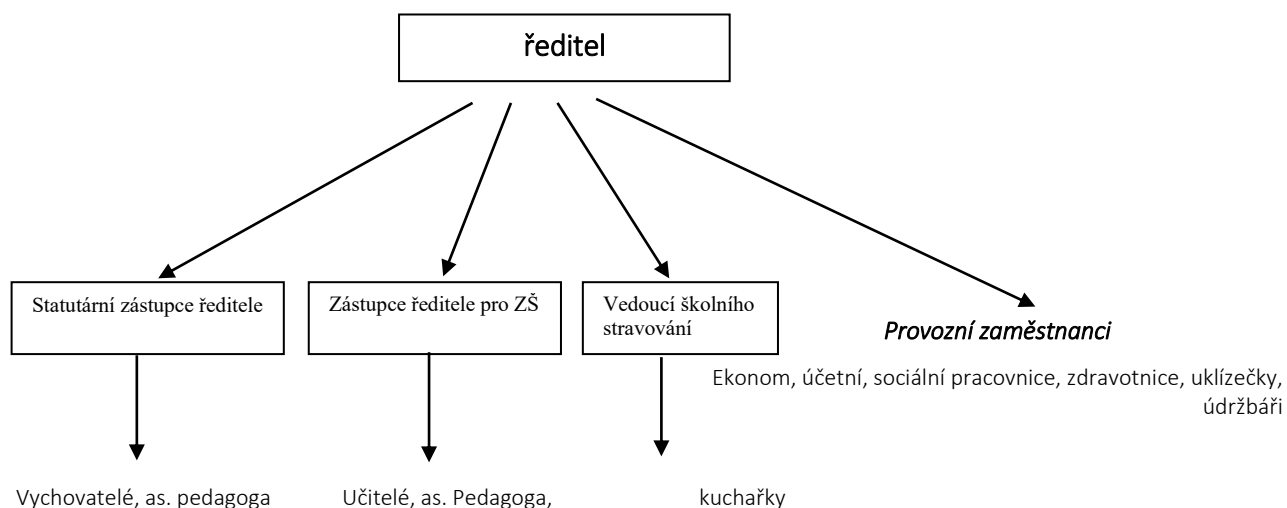 ředitel
Statutární zástupce ředitele
Zástupce ředitele pro ZŠ
Vedoucí školního
stravování
Provozní zaměstnanci
Ekonom, účetní, sociální pracovnice, zdravotnice, uklízečky,
údržbáři
Vychovatelé, as. pedagoga
Učitelé, as. Pedagoga,
kuchařky